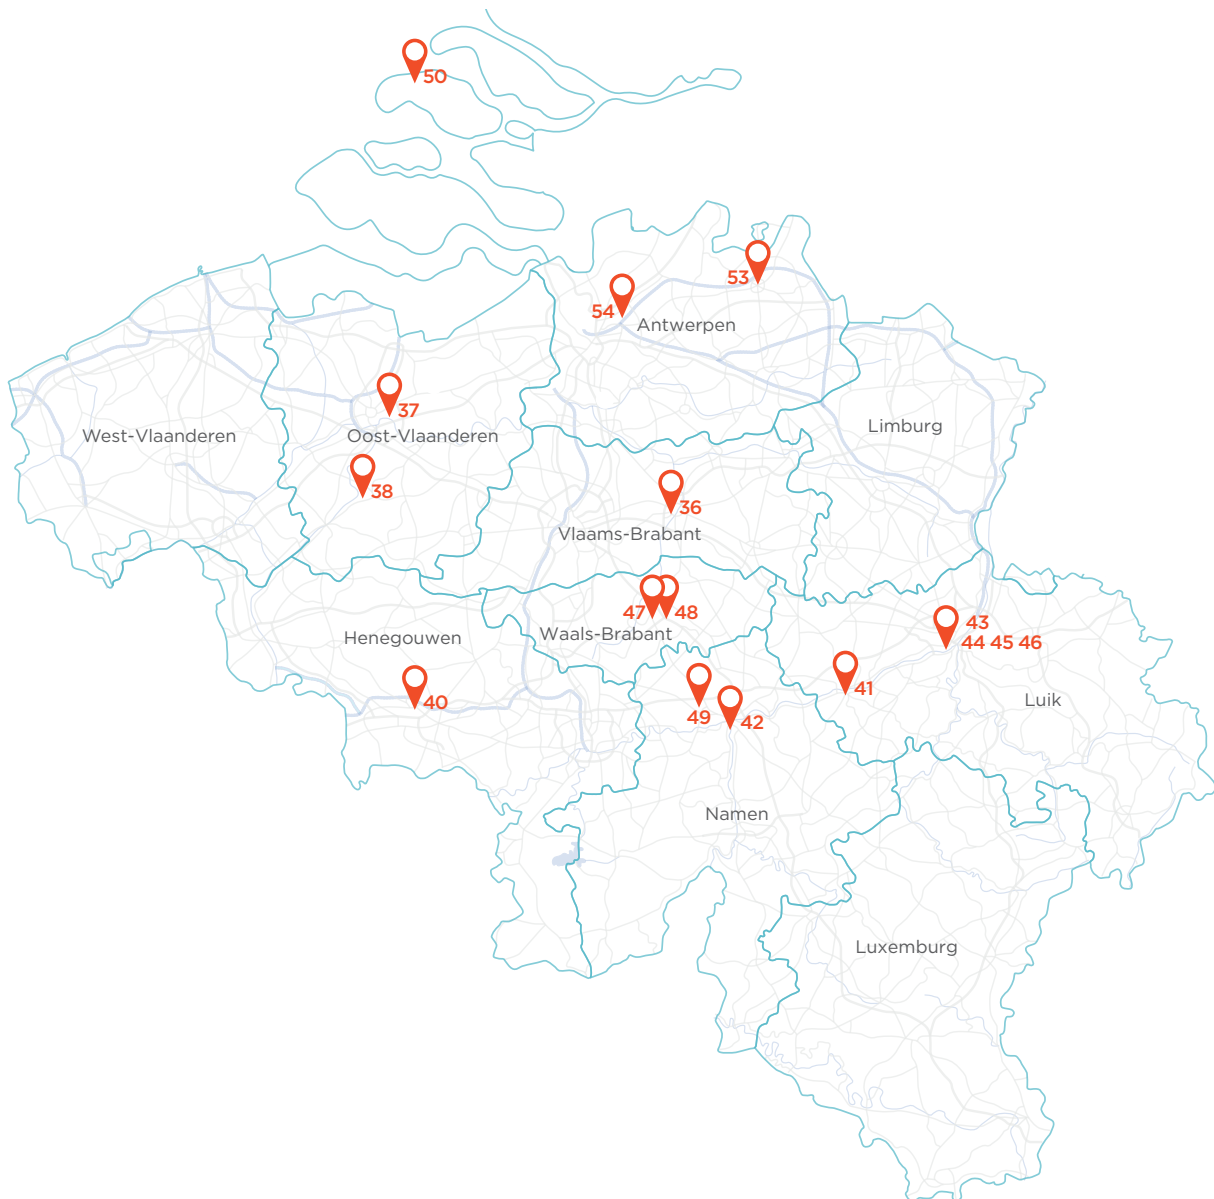 50
53
54
Antwerpen
37
West-Vlaanderen
Oost-Vlaanderen
Limburg
38
36
Vlaams-Brabant
47
48
43
44 45 46
Henegouwen
Waals-Brabant
41
40
49
42
Luik
Namen
Luxemburg